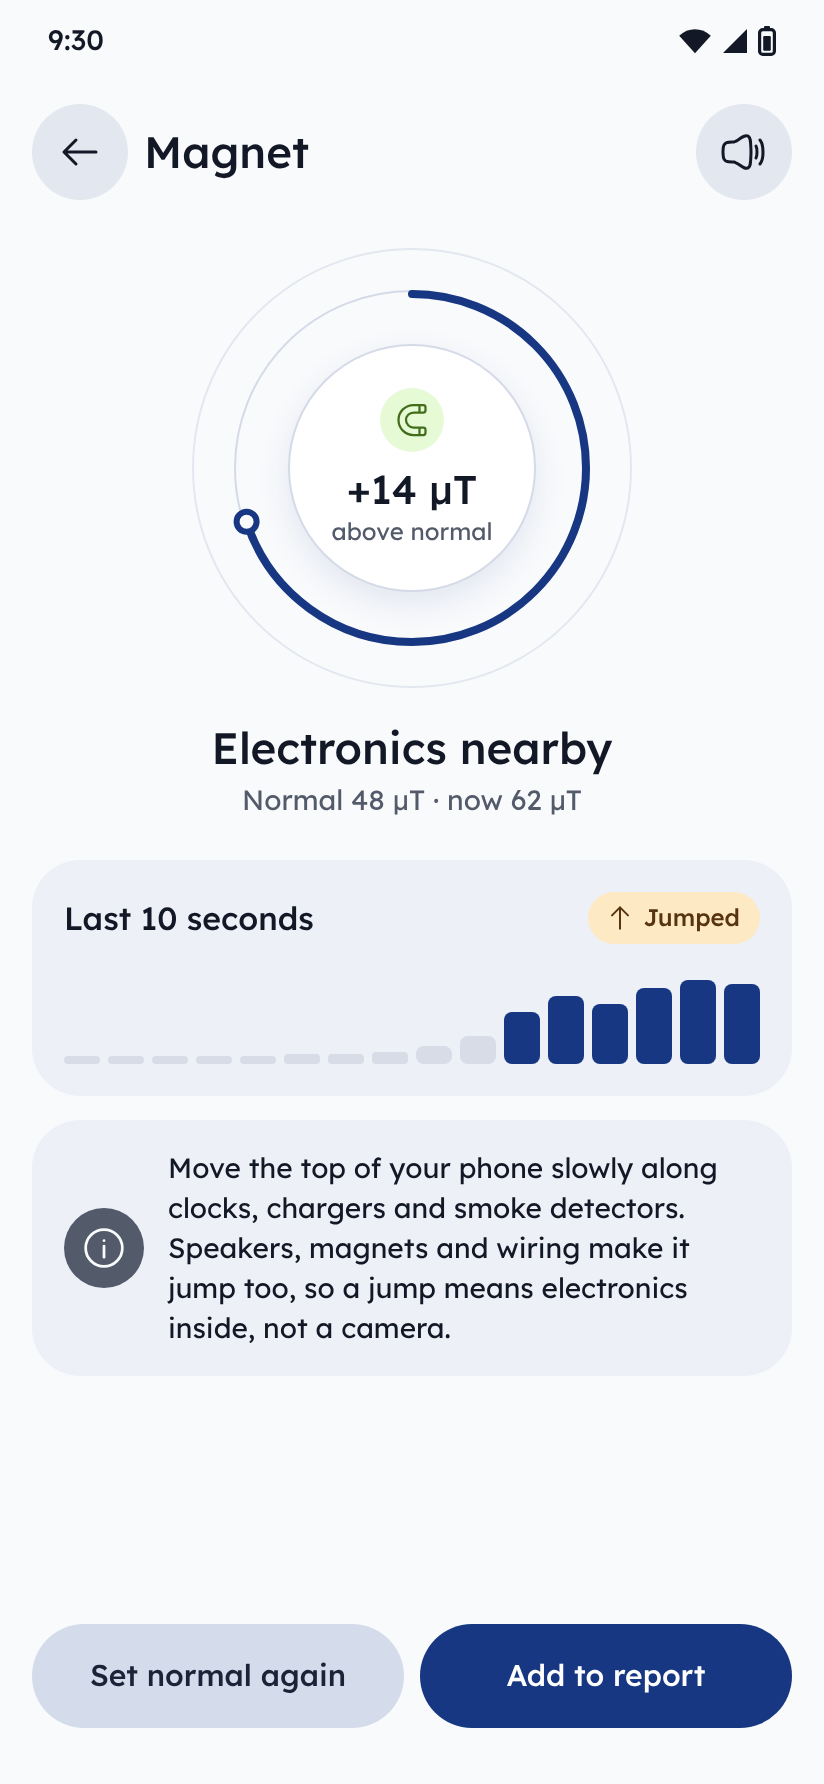 9:30
Magnet
+14 µT
above normal
Electronics nearby
Normal 48 µT · now 62 µT
Last 10 seconds
Jumped
Move the top of your phone slowly along
clocks, chargers and smoke detectors.
Speakers, magnets and wiring make it
jump too, so a jump means electronics
inside, not a camera.
Set normal again
Add to report